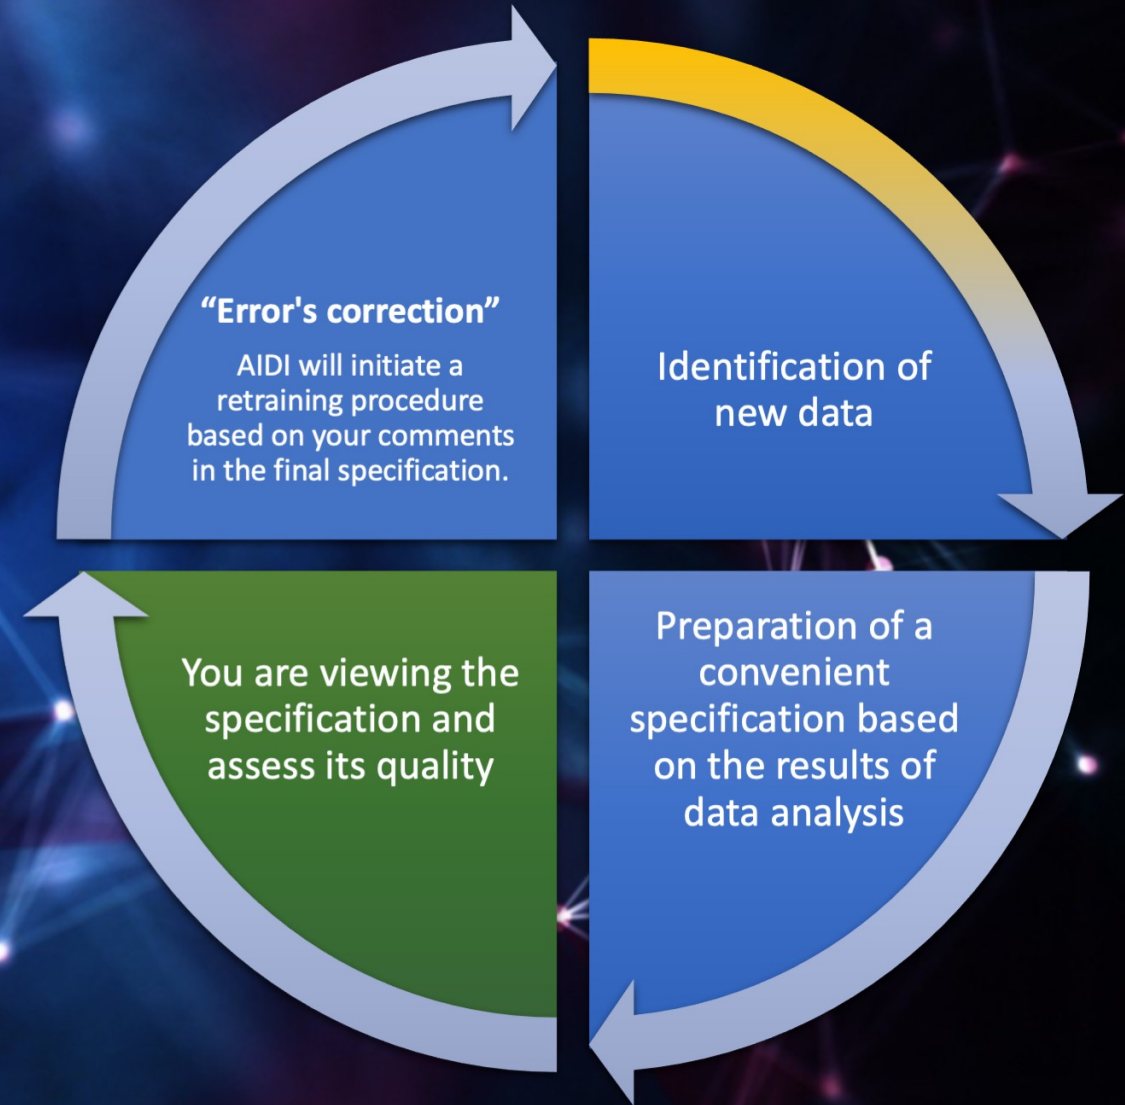 “Error's correction”
AIDI will initiate a
retraining procedure
based on your comments
in the final specification.
Identification of
new data
You are viewing the
specification and
assess its quality
Preparation of a
convenient
specification based
on the results of
data analysis